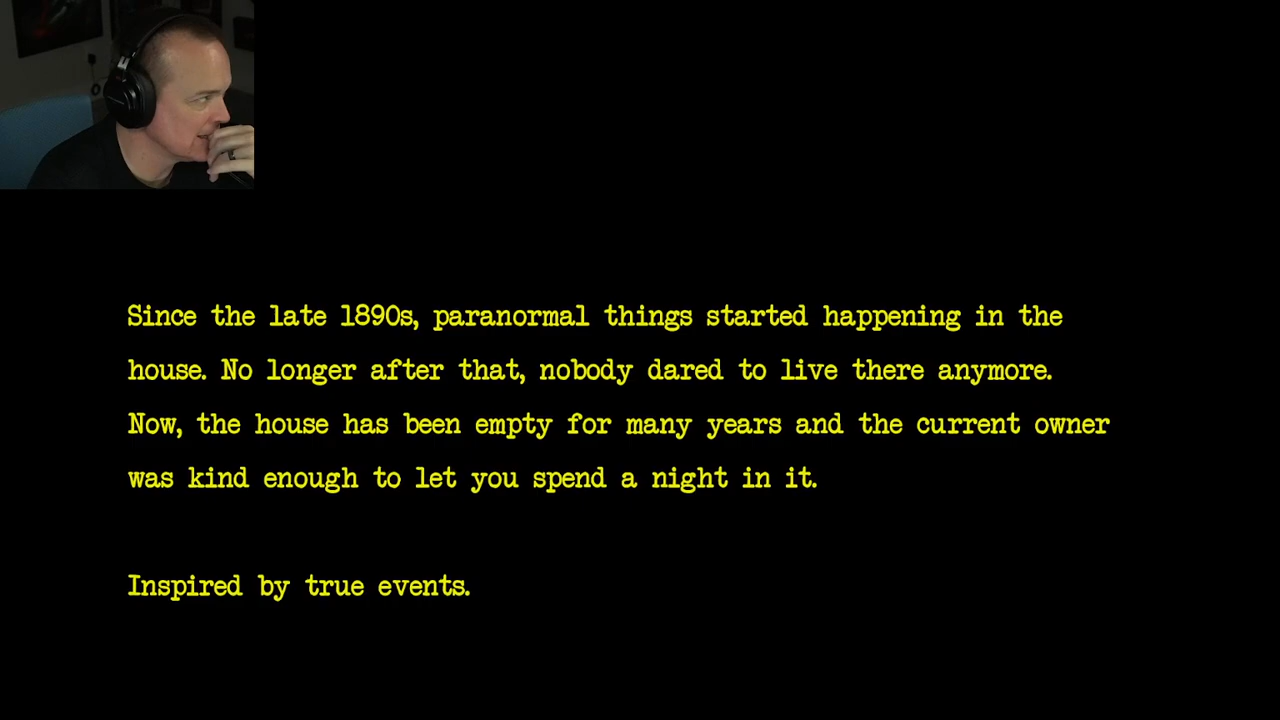 Since the late 1890s, paranormal things started happening in the
house. No longer after that, nobody dared to live there anymore.
Now, the house has been empty for many years and the current owner
was kind enough to let you spend a night in it.
Inspired by true events.